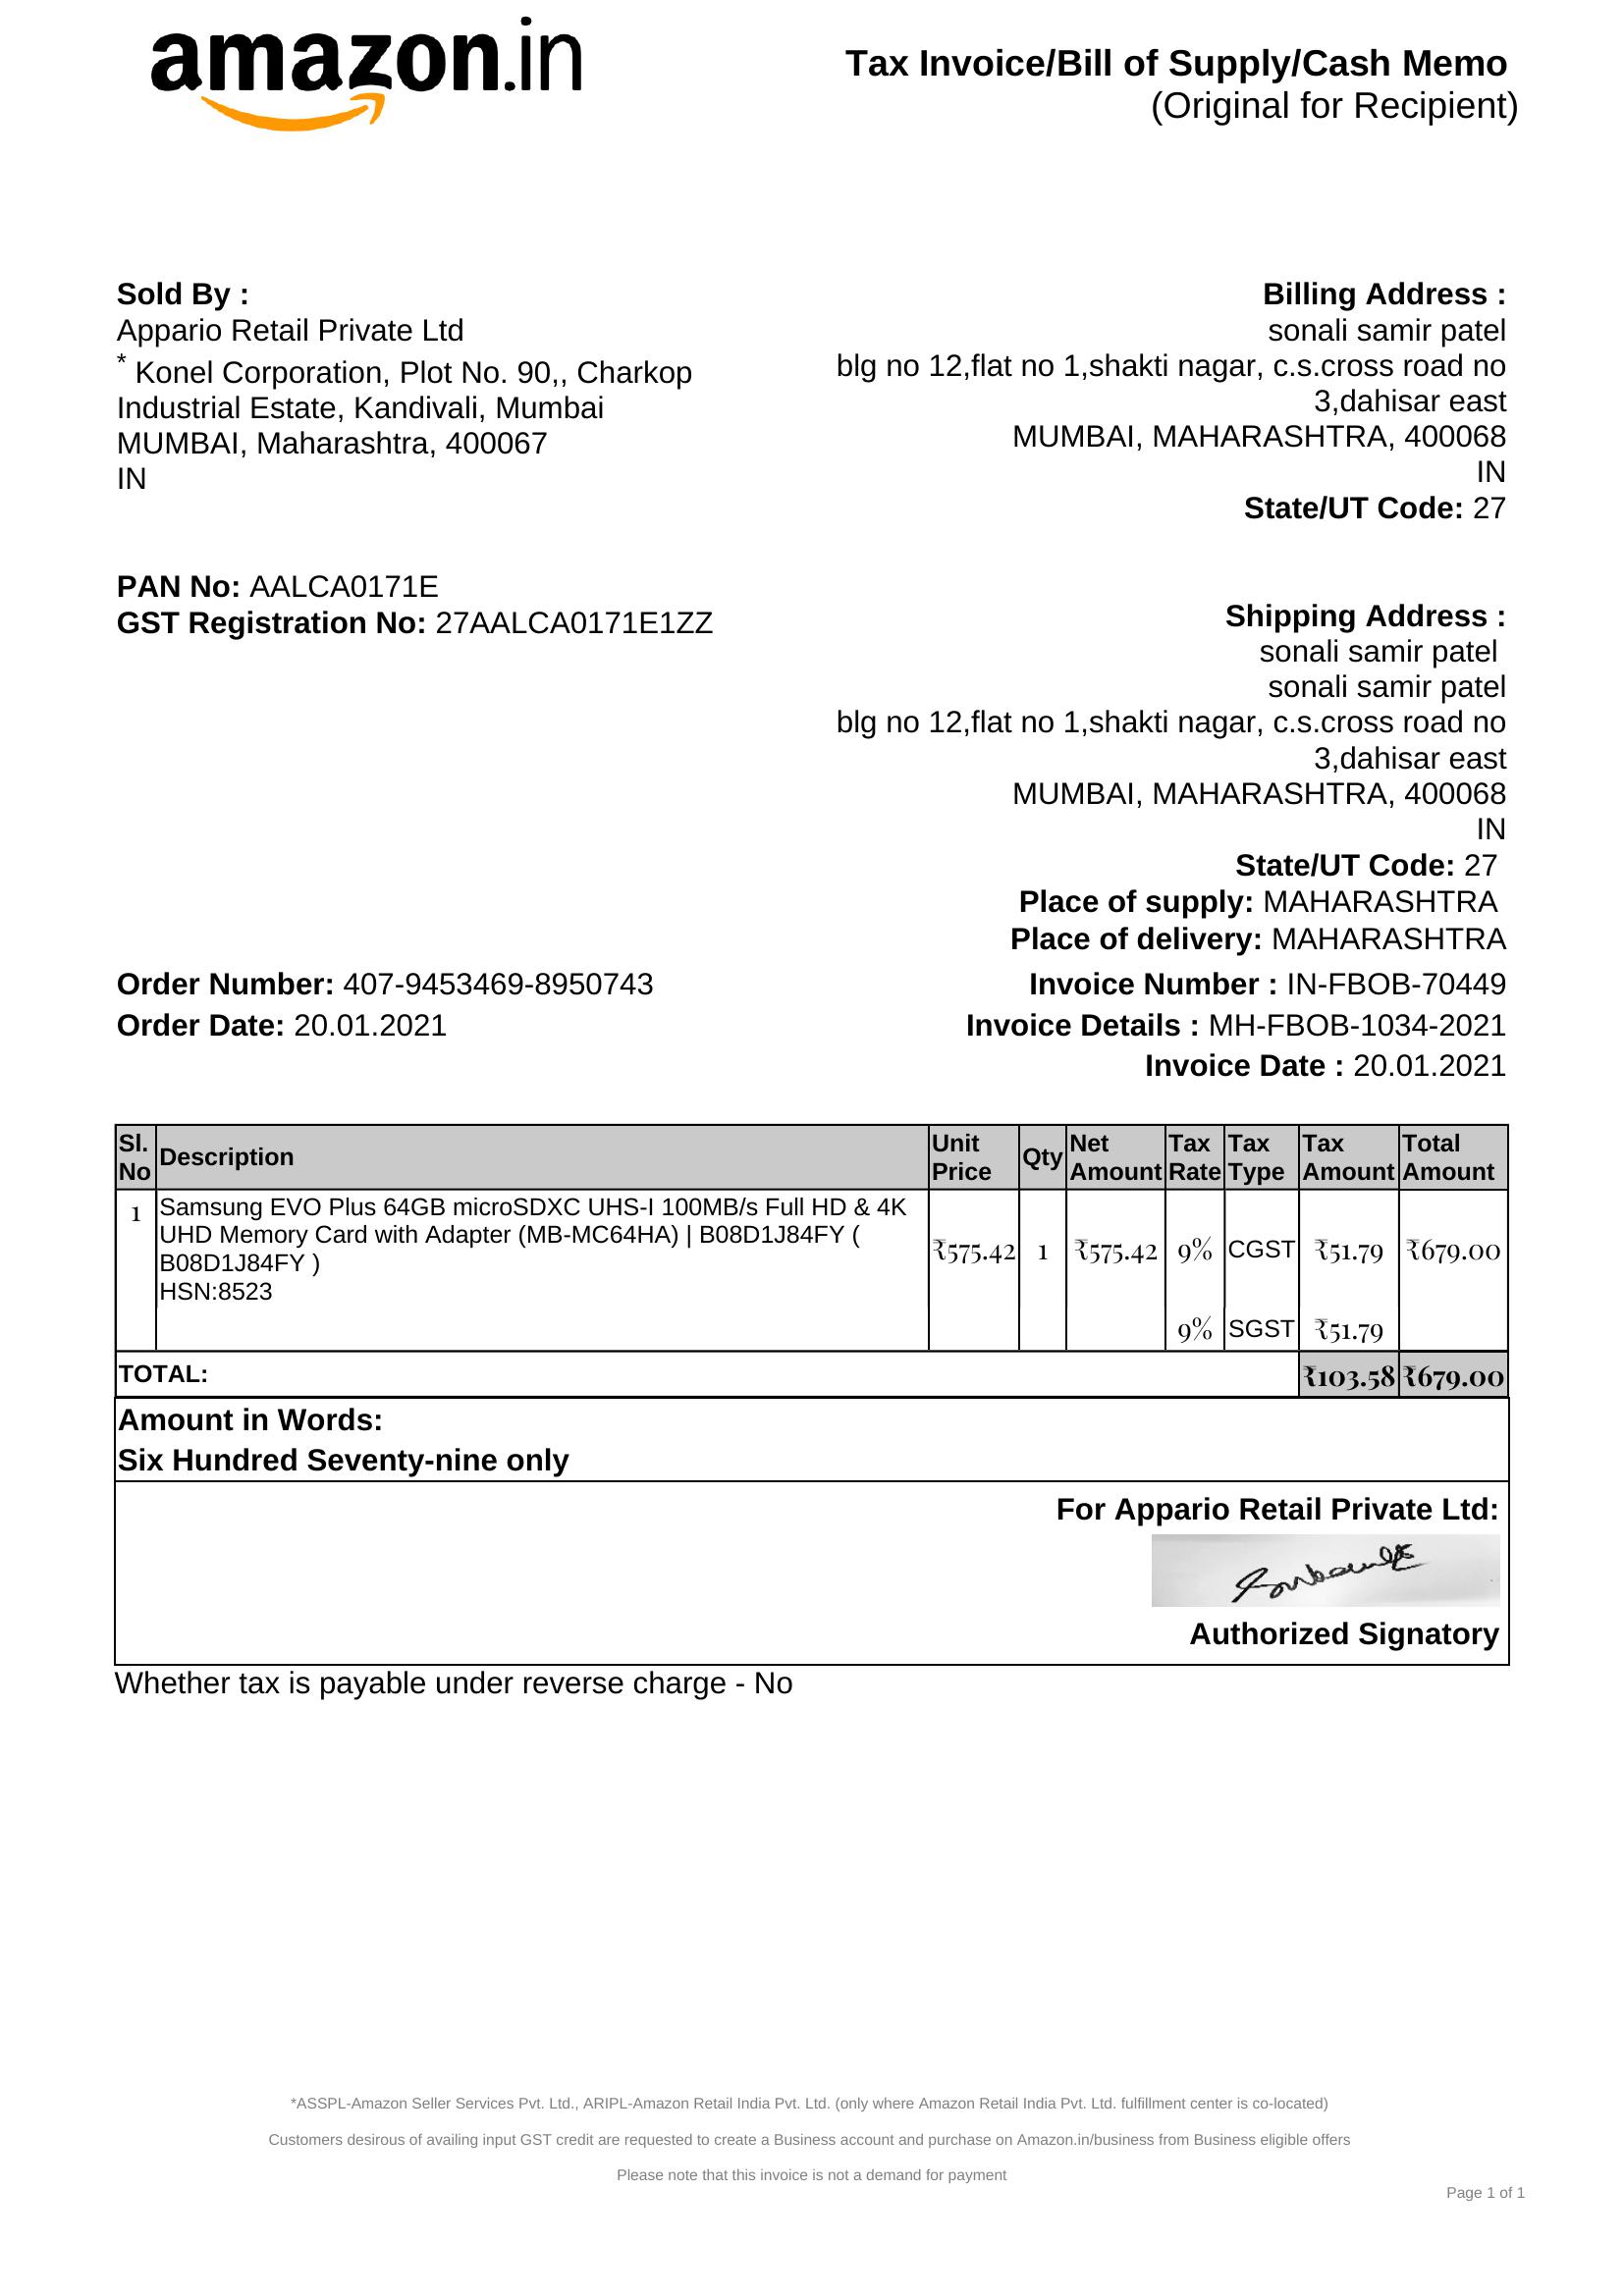 amazon.in
Tax Invoice/Bill of Supply/Cash Memo
(Original for Recipient)
Sold By :
Appario Retail Private Ltd
* Konel Corporation, Plot No. 90,, Charkop
Industrial Estate, Kandivali, Mumbai
MUMBAI, Maharashtra, 400067
IN
PAN No: AALCA0171E
GST Registration No: 27AALCA0171E1ZZ
Billing Address :
sonali samir patel
blg no 12,flat no 1,shakti nagar, c.s.cross road no
3,dahisar east
MUMBAI, MAHARASHTRA, 400068
IN
State/UT Code: 27
Shipping Address :
sonali samir patel
sonali samir patel
blg no 12,flat no 1,shakti nagar, c.s.cross road no
3,dahisar east
MUMBAI, MAHARASHTRA, 400068
IN
State/UT Code: 27
Place of supply: MAHARASHTRA
Place of delivery: MAHARASHTRA
Order Number: 407-9453469-8950743
Order Date: 20.01.2021
Invoice Number : IN-FBOB-70449
Invoice Details : MH-FBOB-1034-2021
Invoice Date : 20.01.2021
Sl. No Description Unit Price Qty Net Amount Tax Rate Tax Type Tax Amount Total Amount
1 Samsung EVO Plus 64GB microSDXC UHS-I 100MB/s Full HD & 4K
UHD Memory Card with Adapter (MB-MC64HA) | B08D1J84FY (
B08D1J84FY )
HSN:8523
₹575.42 1 ₹575.42 9% CGST ₹51.79 ₹679.00
9% SGST ₹51.79
TOTAL: ₹103.58 ₹679.00
Amount in Words:
Six Hundred Seventy-nine only
For Appario Retail Private Ltd:
Authorized Signatory
Whether tax is payable under reverse charge - No
*ASSPL-Amazon Seller Services Pvt. Ltd., ARIPL-Amazon Retail India Pvt. Ltd. (only where Amazon Retail India Pvt. Ltd. fulfillment center is co-located)
Customers desirous of availing input GST credit are requested to create a Business account and purchase on Amazon.in/business from Business eligible offers
Please note that this invoice is not a demand for payment
Page 1 of 1